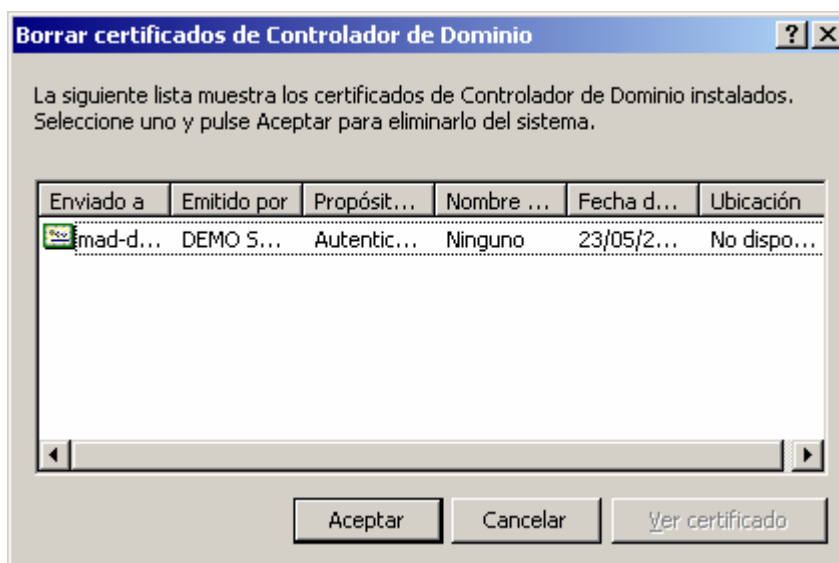 Borrar certificados de Controlador de Dominio
La siguiente lista muestra los certificados de Controlador de Dominio instalados.
Seleccione uno y pulse Aceptar para eliminarlo del sistema.
Enviado a Emitido por Propósit... Nombre ... Fecha d... Ubicación
mad-d... DEMO S... Autentic... Ninguno 23/05/2... No dispo...
Aceptar Cancelar Ver certificado